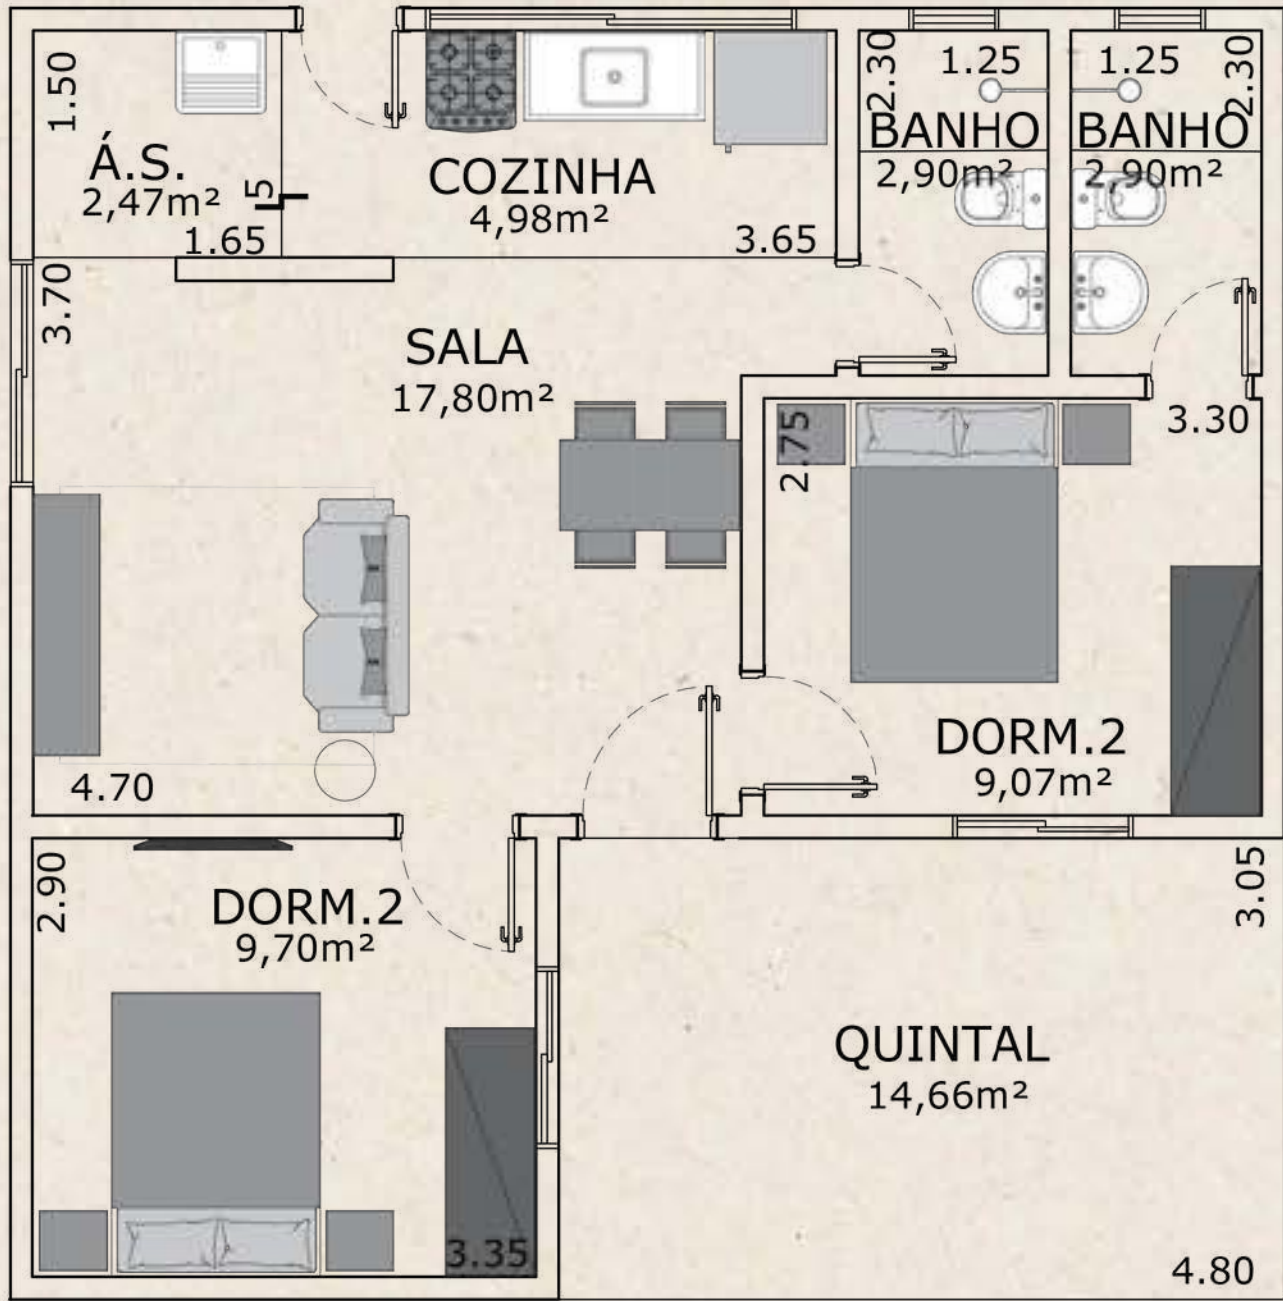 1.50
Á.S.
2,47m²
1.65
5
COZINHA
4,98m²
3.65
2.30
1.25
BANHO
2,90m²
1.25
2.30
BANHO
2,90m²
3.70
SALA
17,80m²
4.70
2.75
3.30
DORM.2
9,07m²
2.90
DORM.2
9,70m²
3.35
3.05
QUINTAL
14,66m²
4.80